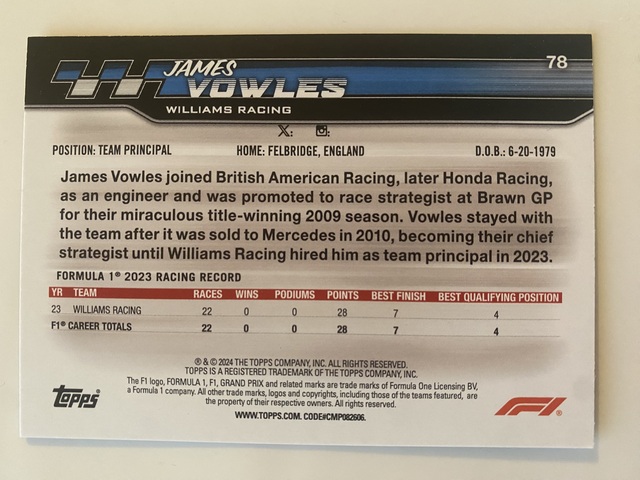 78
JAMES
VOWLES
WILLIAMS RACING
X:
POSITION: TEAM PRINCIPAL HOME: FELBRIDGE, ENGLAND D.O.B.: 6-20-1979
James Vowles joined British American Racing, later Honda Racing,
as an engineer and was promoted to race strategist at Brawn GP
for their miraculous title-winning 2009 season. Vowles stayed with
the team after it was sold to Mercedes in 2010, becoming their chief
strategist until Williams Racing hired him as team principal in 2023.
FORMULA 1® 2023 RACING RECORD
YR TEAM RACES WINS PODIUMS POINTS BEST FINISH BEST QUALIFYING POSITION
23 WILLIAMS RACING 22 0 0 28 7 4
F1® CAREER TOTALS 22 0 0 28 7 4
® & © 2024 THE TOPPS COMPANY, INC. ALL RIGHTS RESERVED.
TOPPS IS A REGISTERED TRADEMARK OF THE TOPPS COMPANY, INC.
The F1 logo, FORMULA 1, F1, GRAND PRIX and related marks are trade marks of Formula One Licensing BV,
a Formula 1 company. All other trade marks, logos and copyrights, including those of the teams featured, are
the property of their respective owners. All rights reserved.
WWW.TOPPS.COM. CODE#CMP082606.
Topps®
F1®